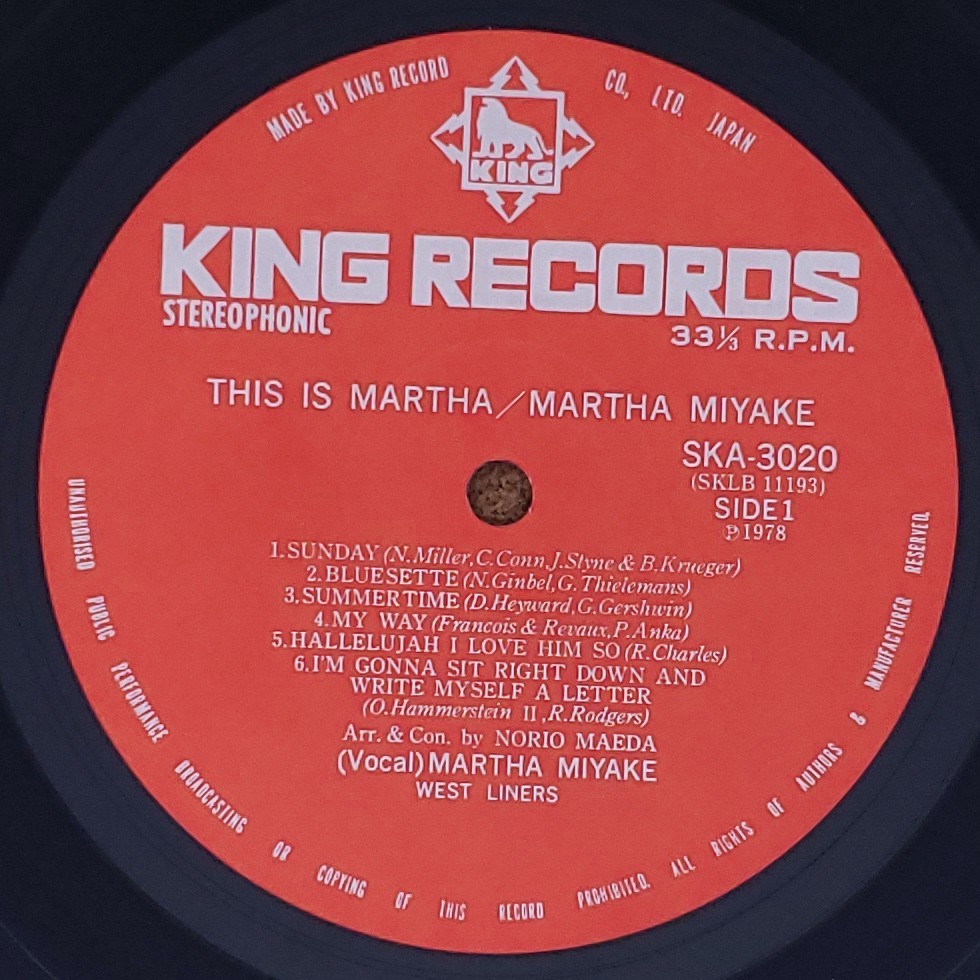 MADE BY KING RECORD CO., LTD. JAPAN
KING
KING RECORDS
STEREOPHONIC
33⅓ R.P.M.
THIS IS MARTHA/MARTHA MIYAKE
SKA-3020
(SKLB 11193)
SIDE1
℗1978
1.SUNDAY (N.Miller,C.Conn,J.Styne & B.Krueger)
2.BLUESETTE (N.Ginbel,G.Thielemans)
3.SUMMERTIME (D.Heyward,G.Gershwin)
4.MY WAY (Francois & Revaux,P.Anka)
5.HALLELUJAH I LOVE HIM SO (R.Charles)
6.I'M GONNA SIT RIGHT DOWN AND
WRITE MYSELF A LETTER
(O.Hammerstein II,R.Rodgers)
Arr. & Con. by NORIO MAEDA
(Vocal) MARTHA MIYAKE
WEST LINERS
UNAUTHORISED PUBLIC PERFORMANCE BROADCASTING OR COPYING OF THIS RECORD PROHIBITED. ALL RIGHTS OF AUTHORS & MANUFACTURER RESERVED.